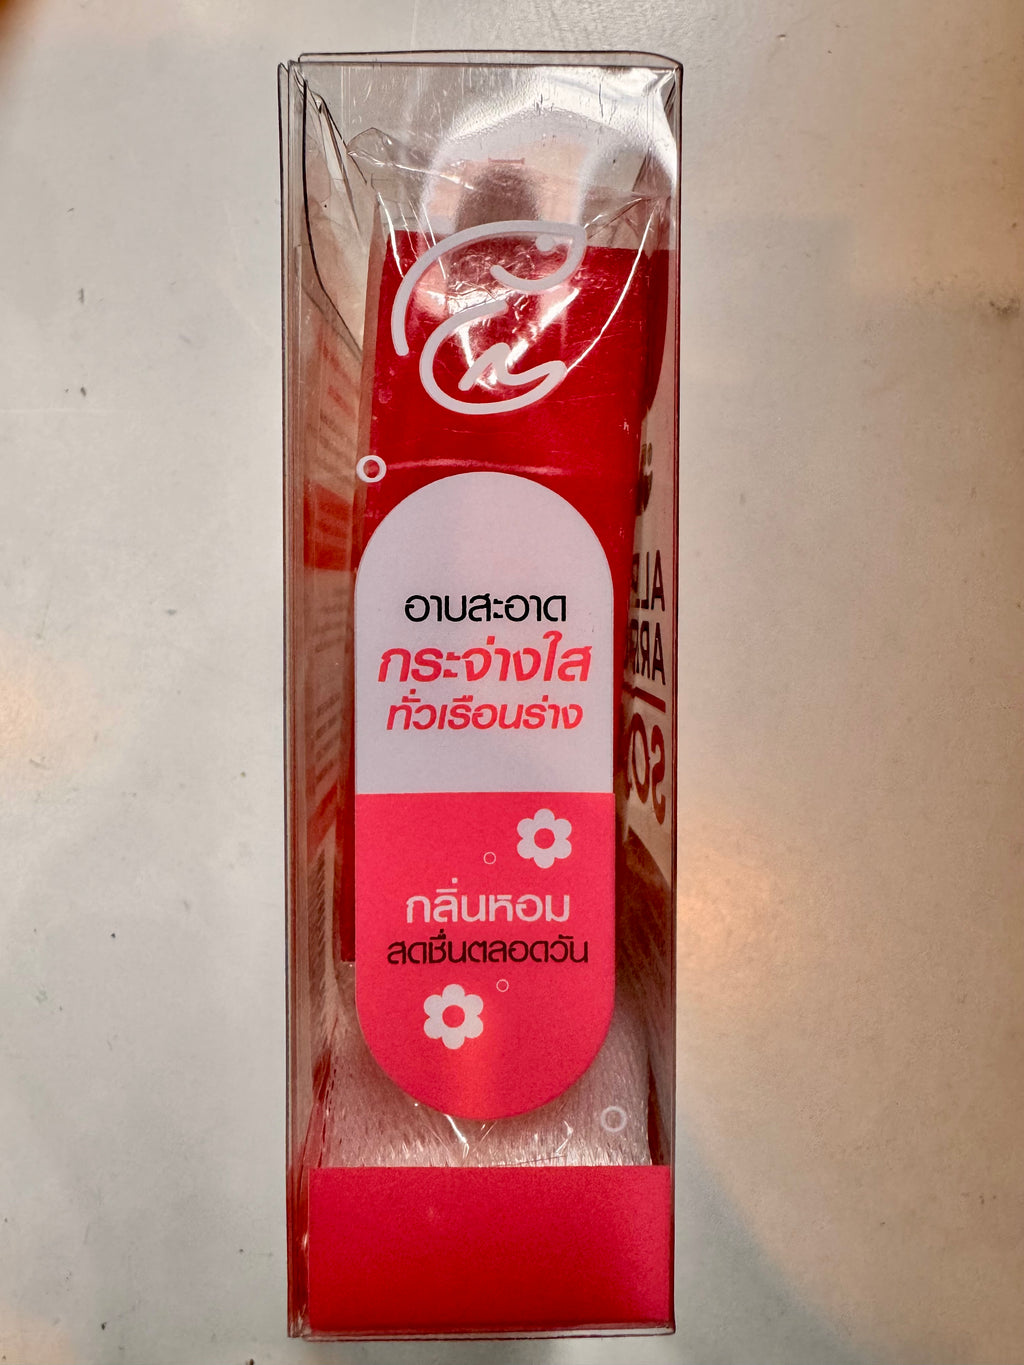 อาบสะอาด
กระจ่างใส
ทั่วเรือนร่าง
กลิ่นหอม
สดชื่นตลอดวัน